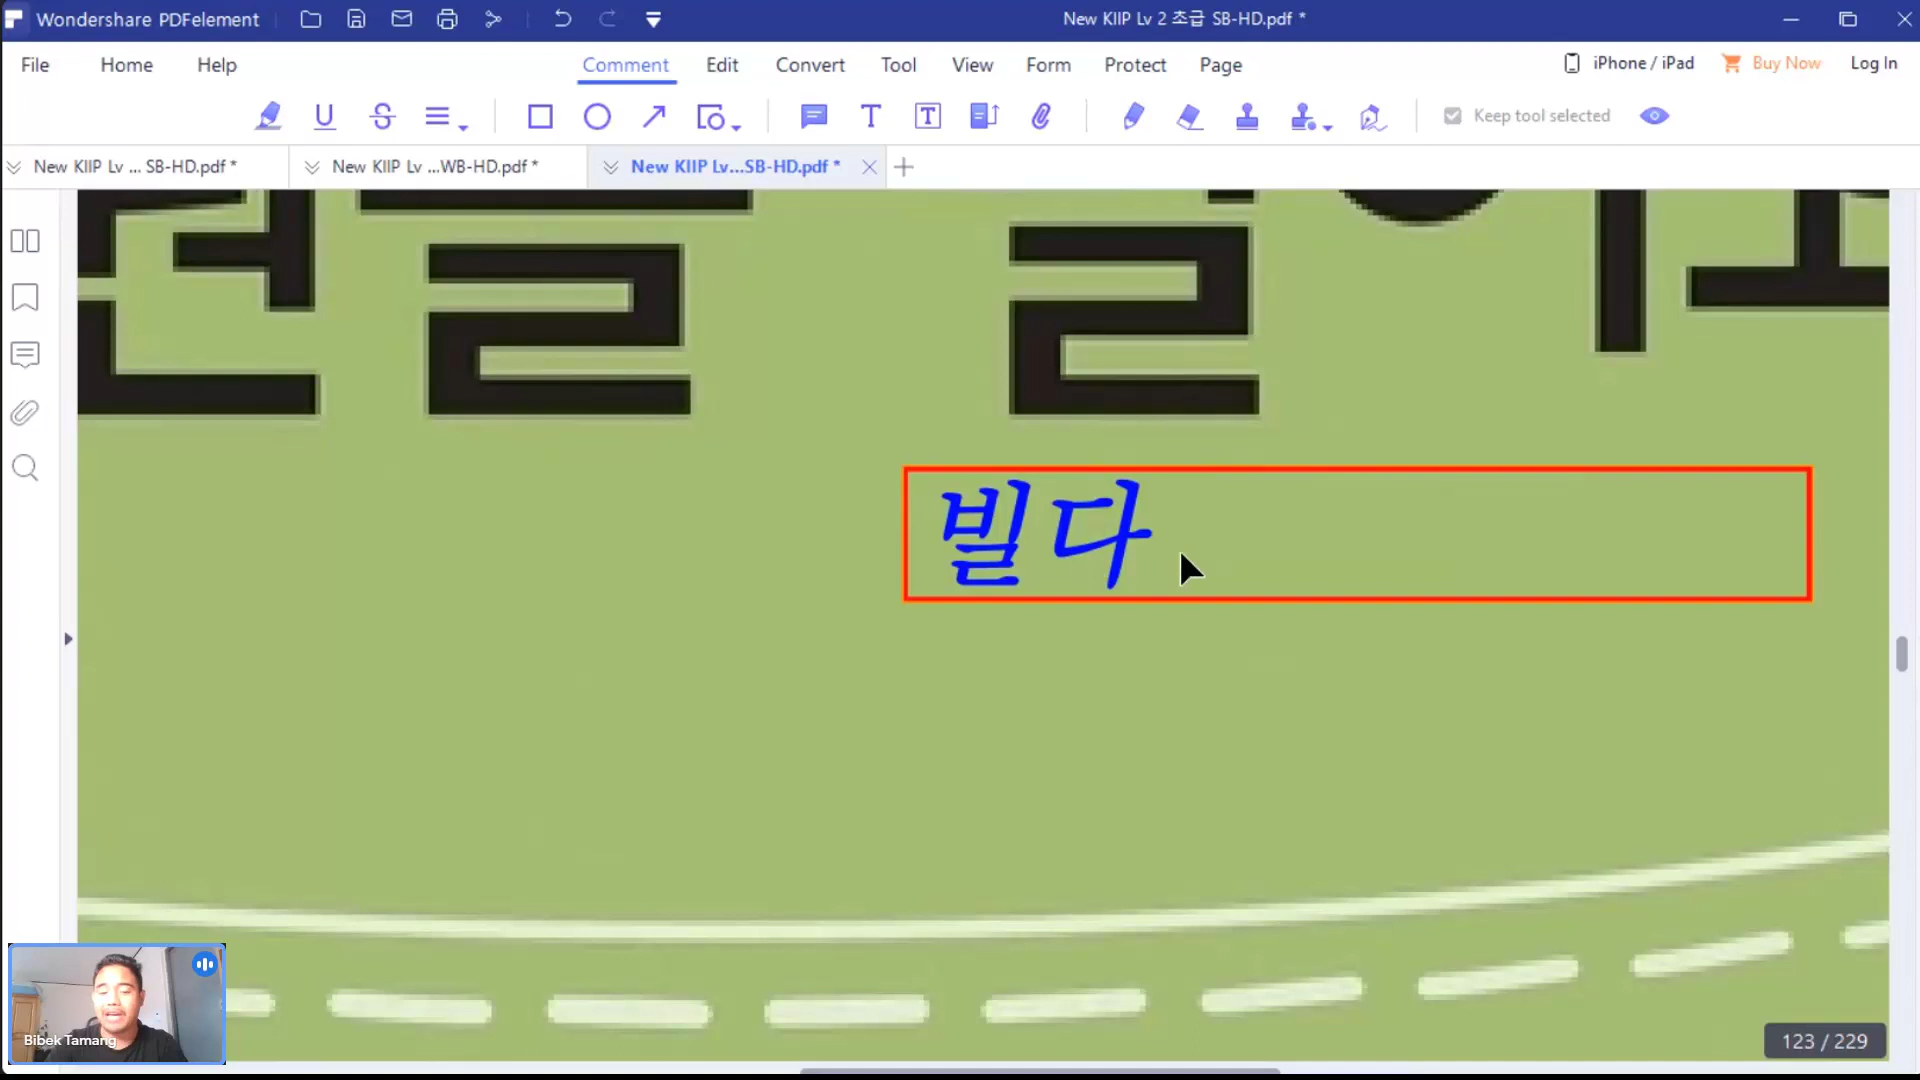 Wondershare PDFelement
New KIIP Lv 2 초급 SB-HD.pdf *
File Home Help Comment Edit Convert Tool View Form Protect Page iPhone / iPad Buy Now Log In
Keep tool selected
New KIIP Lv ... SB-HD.pdf *
New KIIP Lv ...WB-HD.pdf *
New KIIP Lv...SB-HD.pdf *
빌다
Bibek Tamang
123 / 229